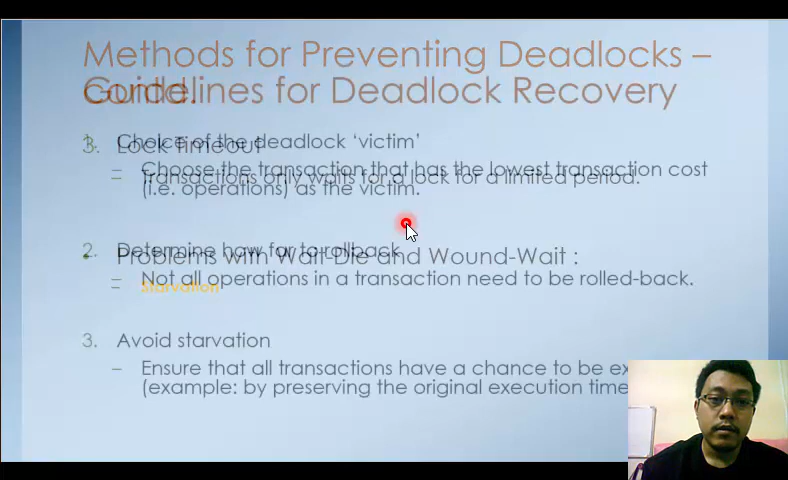 Methods for Preventing Deadlocks –
contd.
Guidelines for Deadlock Recovery
3. Lock Timeout
1. Choice of the deadlock ‘victim’
– Choose the transaction that has the lowest transaction cost
– Transactions only waits for a lock for a limited period.
(i.e. operations) as the victim.
2. Determine how far to rollback
• Problems with Wait-Die and Wound-Wait :
– Not all operations in a transaction need to be rolled-back.
– Starvation
3. Avoid starvation
– Ensure that all transactions have a chance to be
(example: by preserving the original execution time